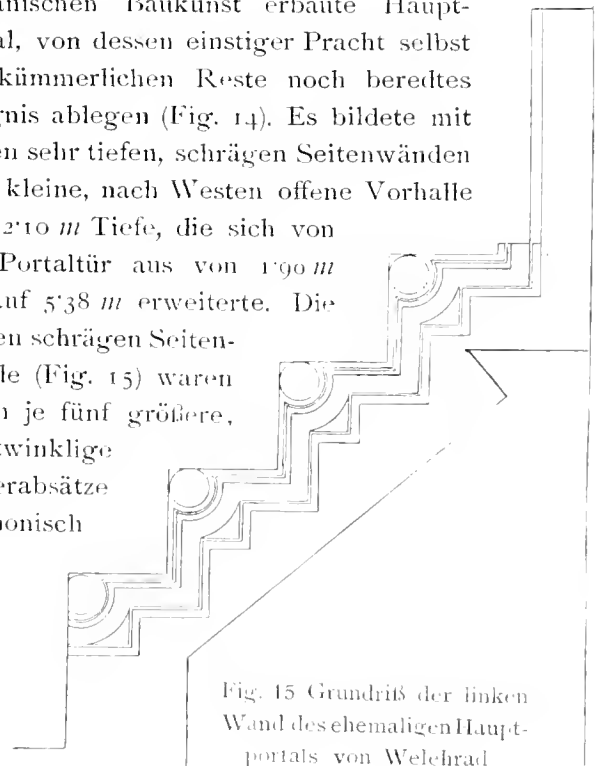 nischen Baukunst erbaute Haupt-
al, von dessen einstiger Pracht selbst
kümmerlichen Reste noch beredtes
gnis ablegen (Fig. 14). Es bildete mit
en sehr tiefen, schrägen Seitenwänden
kleine, nach Westen offene Vorhalle
2·10 m Tiefe, die sich von
Portaltür aus von 1·90 m
auf 5·38 m erweiterte. Die
en schrägen Seiten-
de (Fig. 15) waren
je fünf größere,
twinklige
erabsätze
monisch
Fig. 15 Grundriß der linken
Wand des ehemaligen Haupt-
portals von Welehrad